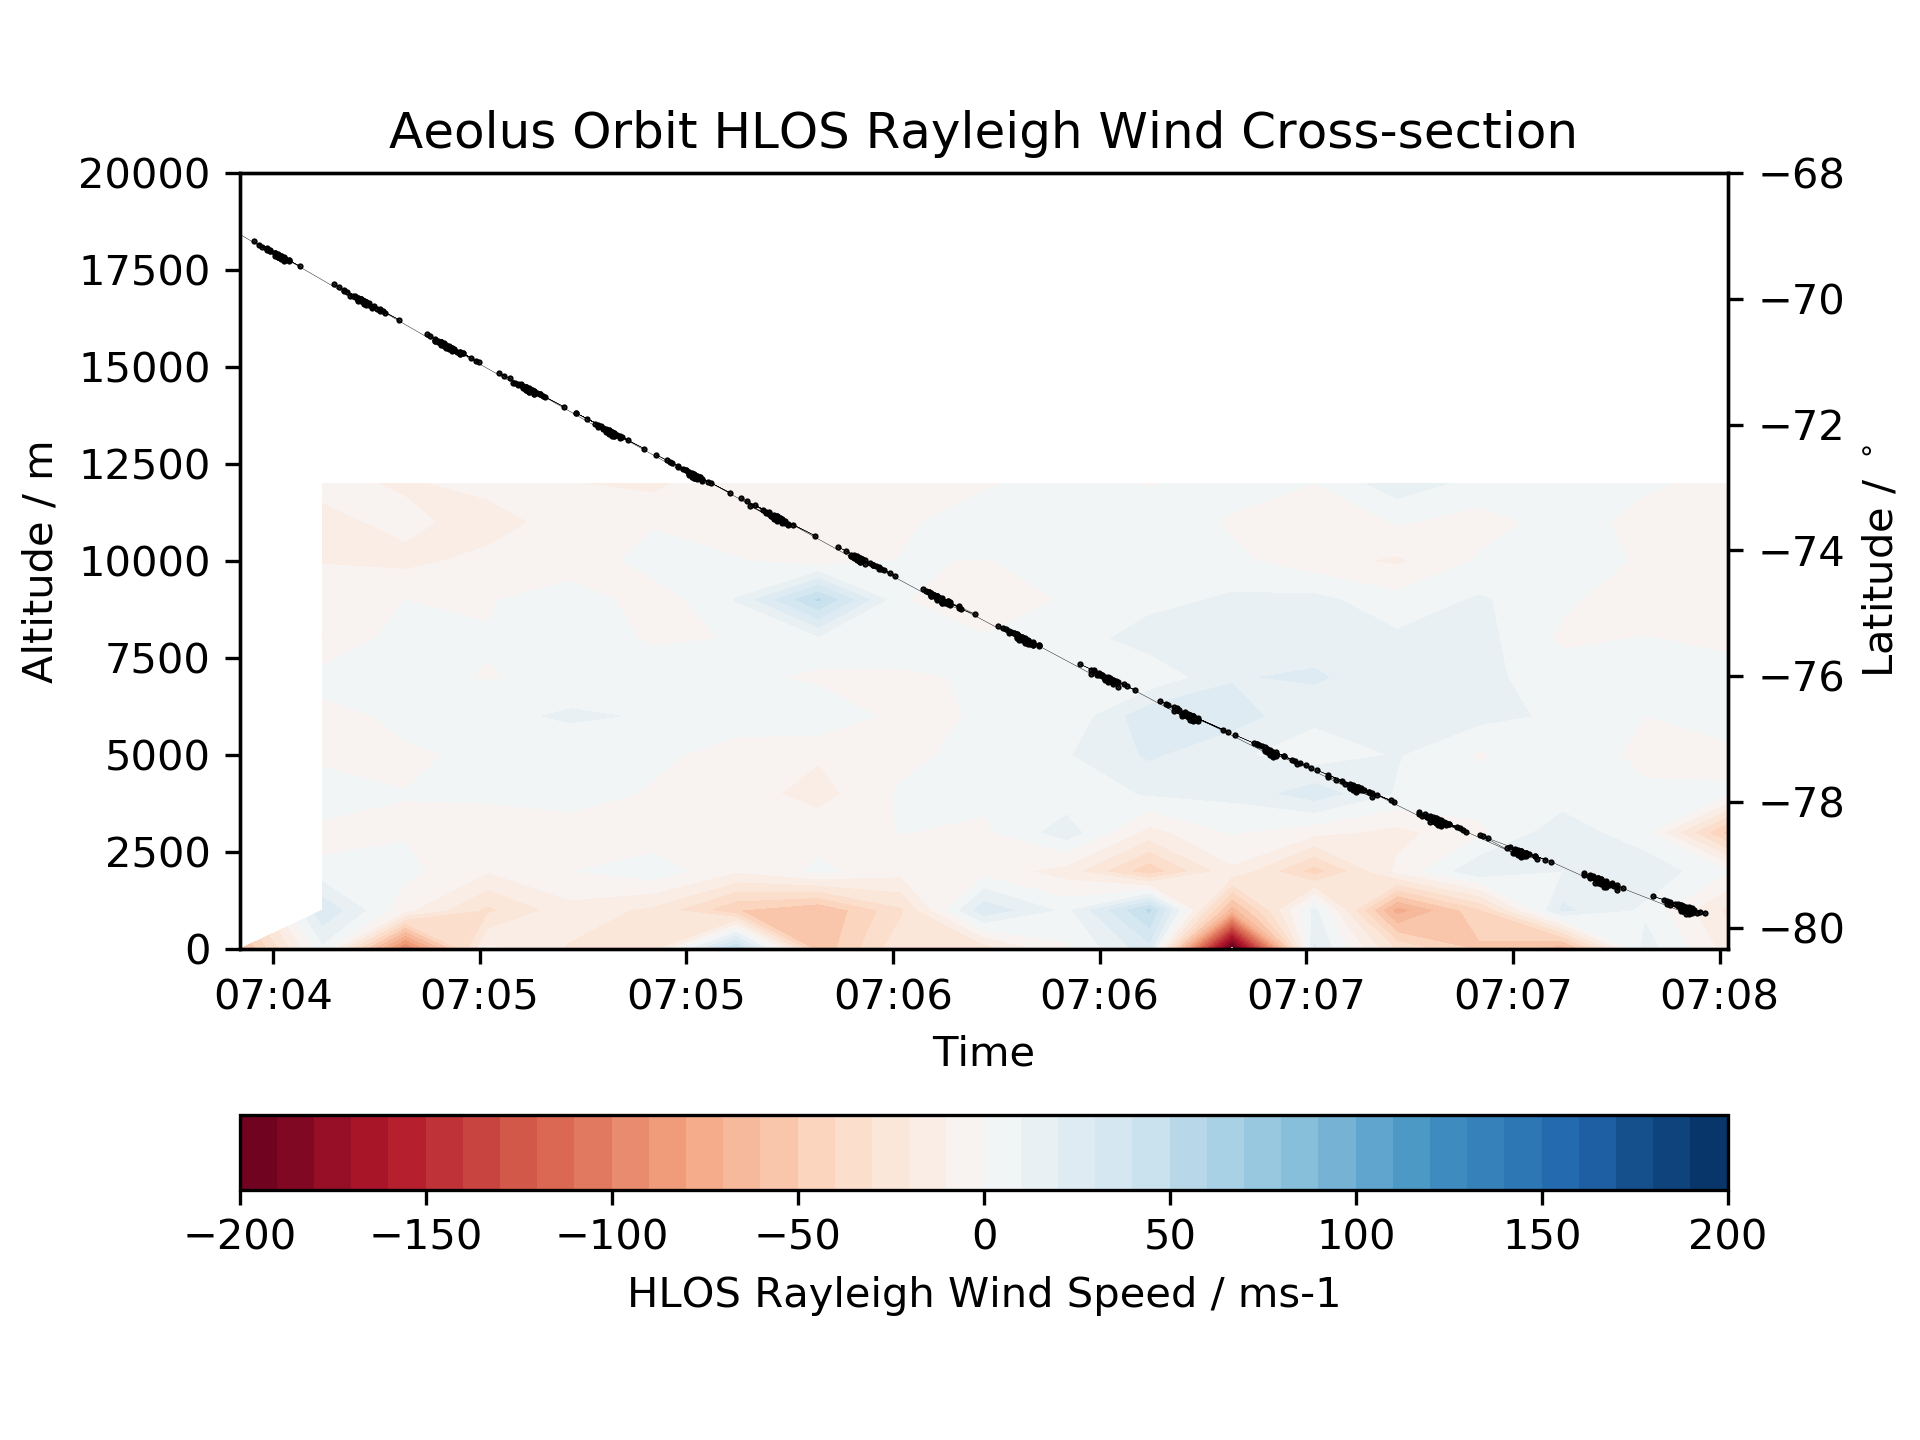 Aeolus Orbit HLOS Rayleigh Wind Cross-section
20000
17500
15000
12500
10000
7500
5000
2500
0
Altitude / m
−68
−70
−72
−74
−76
−78
−80
Latitude / °
07:04 07:05 07:05 07:06 07:06 07:07 07:07 07:08
Time
−200 −150 −100 −50 0 50 100 150 200
HLOS Rayleigh Wind Speed / ms-1